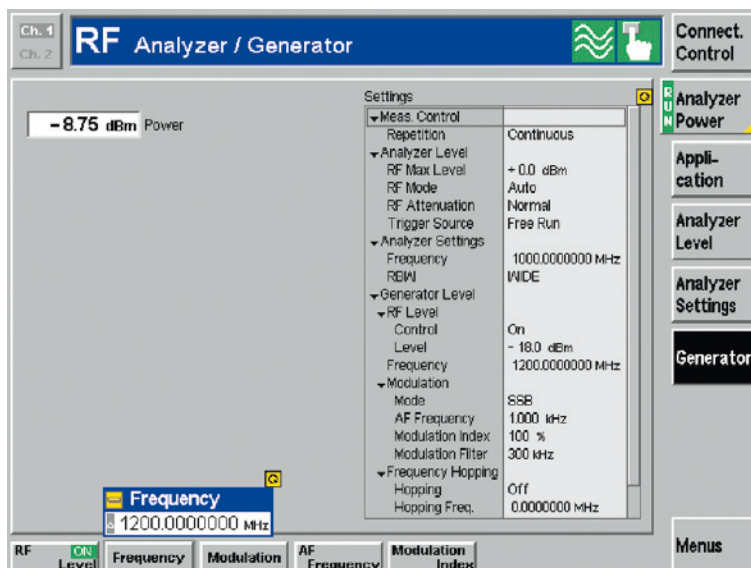 Ch. 1
Ch. 2
RF Analyzer / Generator
Connect.
Control
-8.75 dBm Power
Settings
Meas. Control
Repetition Continuous
Analyzer Level
RF Max Level +0.0 dBm
RF Mode Auto
RF Attenuation Normal
Trigger Source Free Run
Analyzer Settings
Frequency 1000.0000000 MHz
RBW WIDE
Generator Level
RF Level
Control On
Level - 18.0 dBm
Frequency 1200.0000000 MHz
Modulation
Mode SSB
AF Frequency 1.000 kHz
Modulation Index 100 %
Modulation Filter 300 kHz
Frequency Hopping
Hopping Off
Hopping Freq. 0.0000000 MHz
RUN
Analyzer
Power
Appli-
cation
Analyzer
Level
Analyzer
Settings
Generator
Menus
Frequency
1200.0000000 MHz
RF ON
Level
Frequency
Modulation
AF
Frequency
Modulation
Index